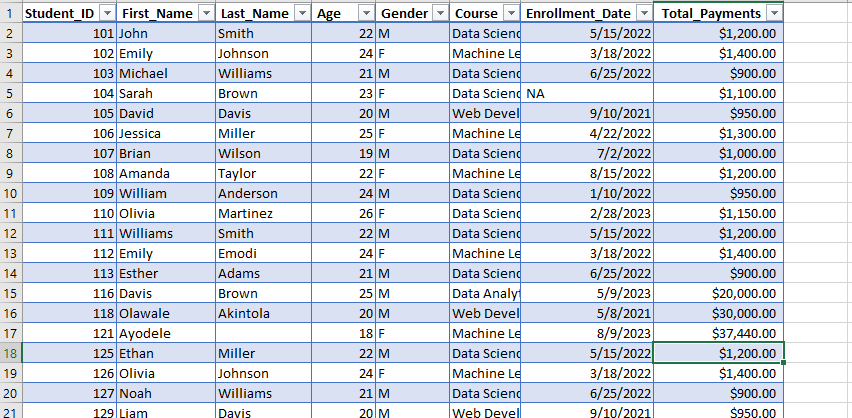 1 Student_ID First_Name Last_Name Age Gender Course Enrollment_Date Total_Payments
2 101 John Smith 22 M Data Scienc 5/15/2022 $1,200.00
3 102 Emily Johnson 24 F Machine Le 3/18/2022 $1,400.00
4 103 Michael Williams 21 M Data Scienc 6/25/2022 $900.00
5 104 Sarah Brown 23 F Data Scienc NA $1,100.00
6 105 David Davis 20 M Web Devel 9/10/2021 $950.00
7 106 Jessica Miller 25 F Machine Le 4/22/2022 $1,300.00
8 107 Brian Wilson 19 M Data Scienc 7/2/2022 $1,000.00
9 108 Amanda Taylor 22 F Machine Le 8/15/2022 $1,200.00
10 109 William Anderson 24 M Data Scienc 1/10/2022 $950.00
11 110 Olivia Martinez 26 F Data Scienc 2/28/2023 $1,150.00
12 111 Williams Smith 22 M Data Scienc 5/15/2022 $1,200.00
13 112 Emily Emodi 24 F Machine Le 3/18/2022 $1,400.00
14 113 Esther Adams 21 M Data Scienc 6/25/2022 $900.00
15 116 Davis Brown 25 M Data Analyt 5/9/2023 $20,000.00
16 118 Olawale Akintola 20 M Web Devel 5/8/2021 $30,000.00
17 121 Ayodele 18 F Machine Le 8/9/2023 $37,440.00
18 125 Ethan Miller 22 M Data Scienc 5/15/2022 $1,200.00
19 126 Olivia Johnson 24 F Machine Le 3/18/2022 $1,400.00
20 127 Noah Williams 21 M Data Scienc 6/25/2022 $900.00
21 129 Liam Davis 20 M Web Devel 9/10/2021 $950.00